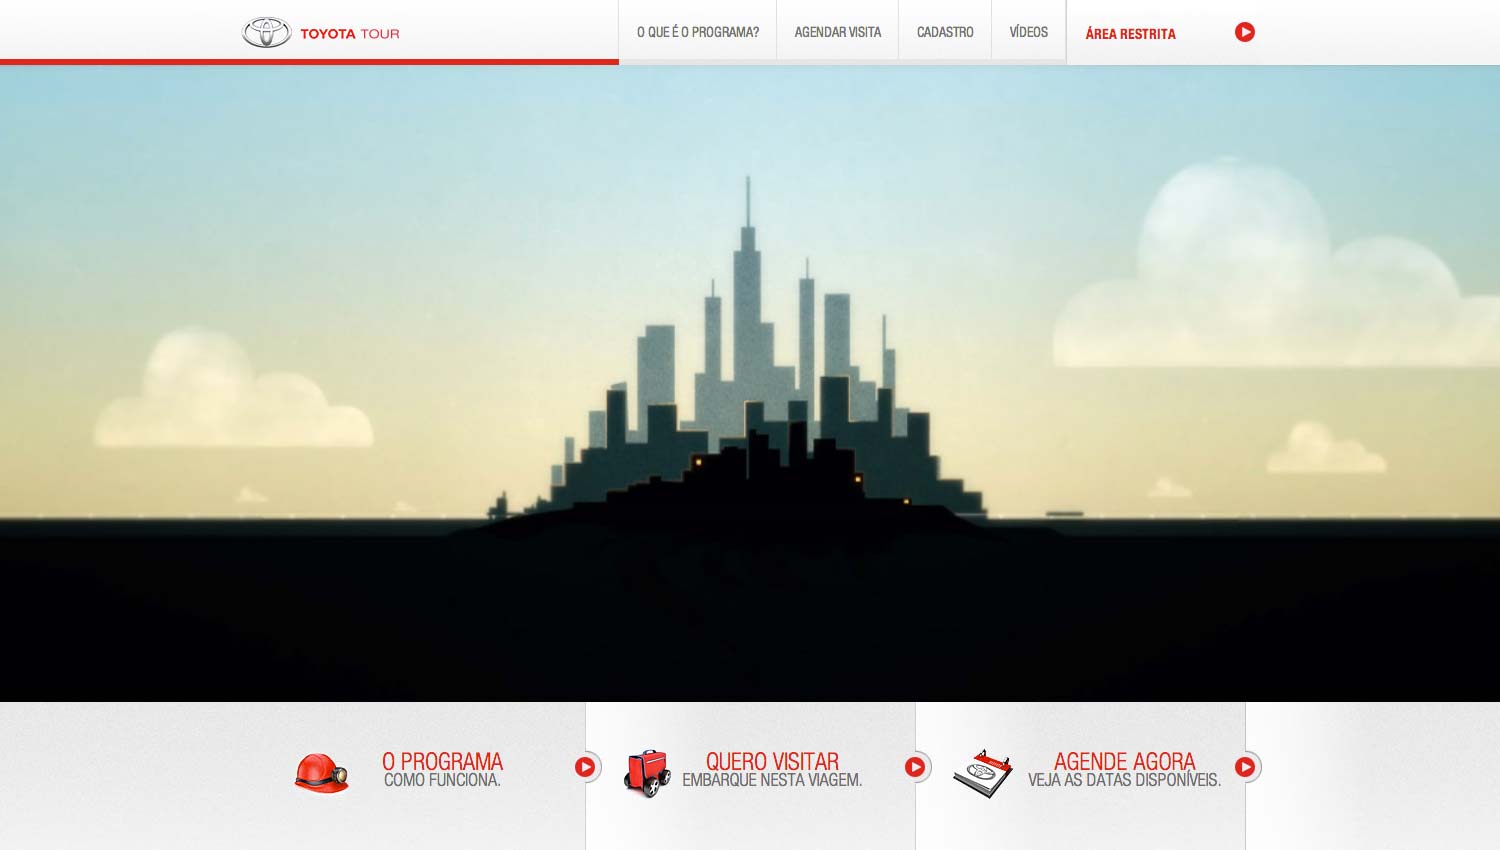 TOYOTA TOUR
O QUE É O PROGRAMA?
AGENDAR VISITA
CADASTRO
VÍDEOS
ÁREA RESTRITA
O PROGRAMA
COMO FUNCIONA.
QUERO VISITAR
EMBARQUE NESTA VIAGEM.
AGENDE AGORA
VEJA AS DATAS DISPONÍVEIS.